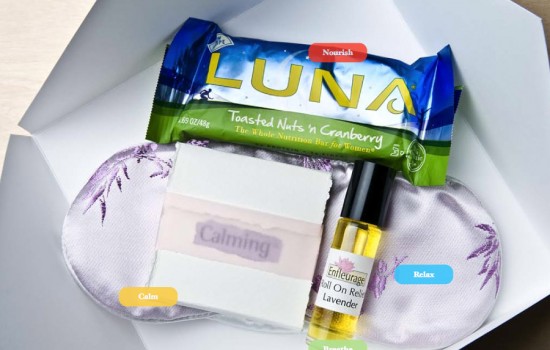 Nourish
LUNA
Toasted Nuts 'n Cranberry
The Whole Nutrition Bar for Women
Calming
Enfleurage
Roll On Relief
Lavender
Relax
Calm
Breathe